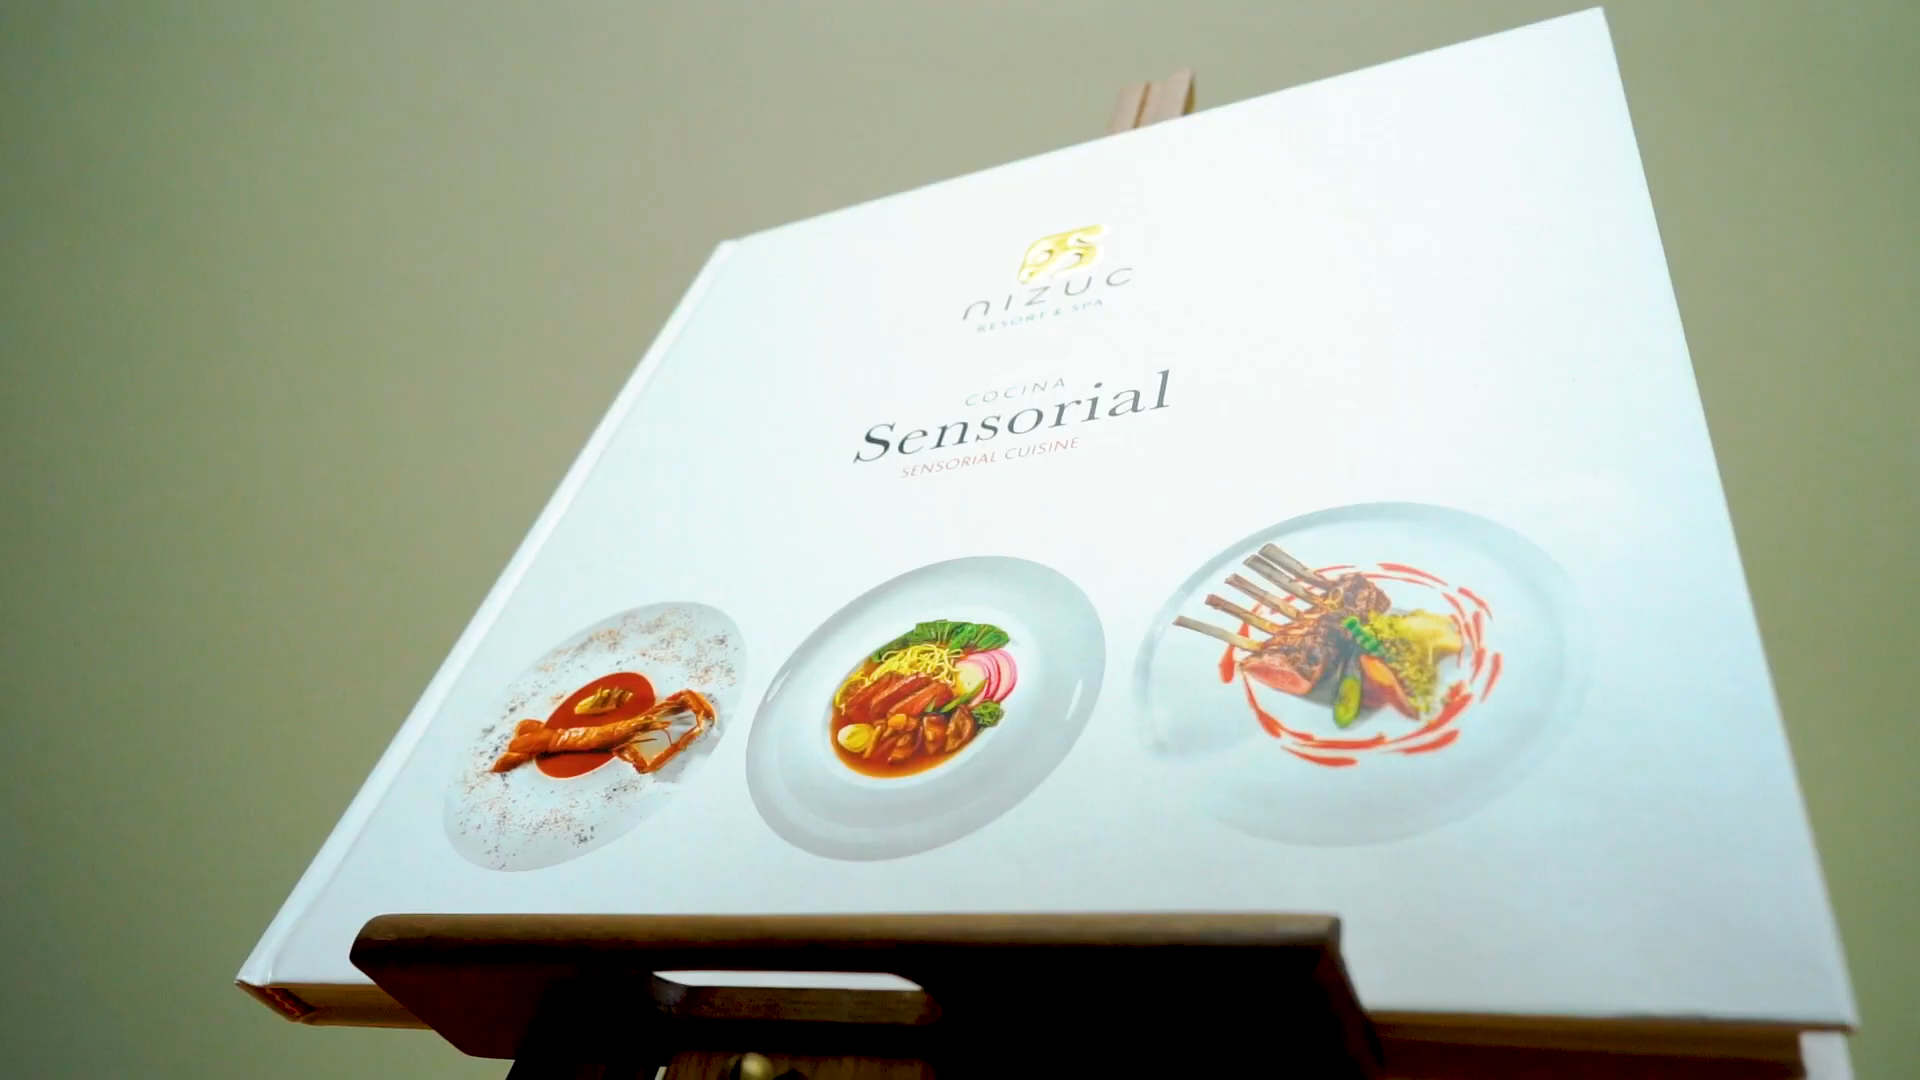 nizuc
RESORT & SPA
COCINA
Sensorial
SENSORIAL CUISINE